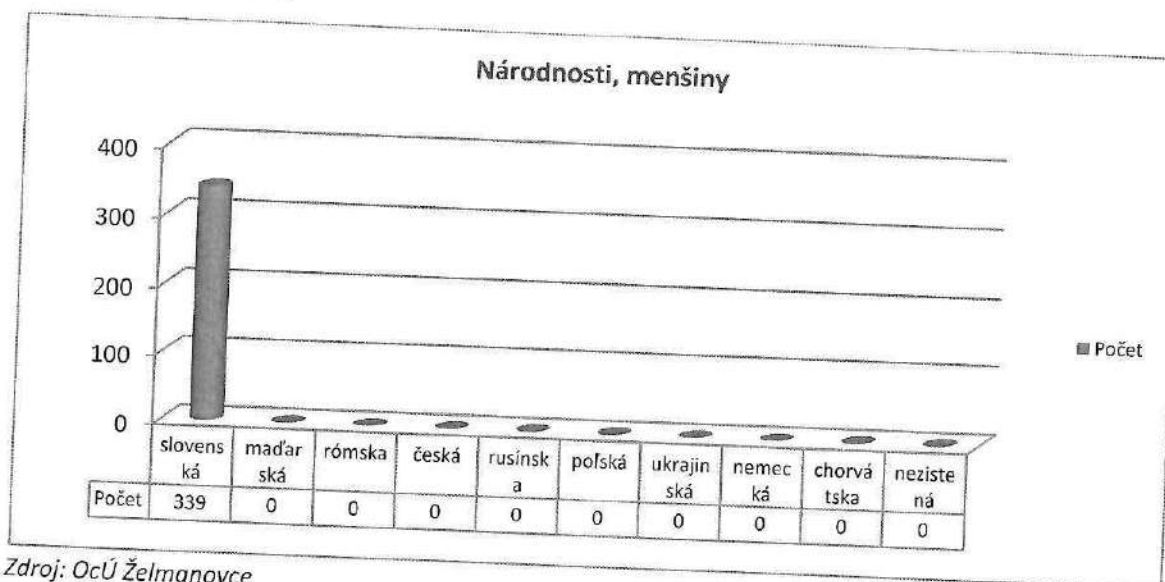 Národnosti, menšiny
400
300
200
100
0
Počet
slovens
ká
maďar
ská
rómska
česká
rusínsk
a
poľská
ukrajin
ská
nemec
ká
chorvá
tska
neziste
ná
Počet 339 0 0 0 0 0 0 0 0 0
Zdroj: OcÚ Želmanovce